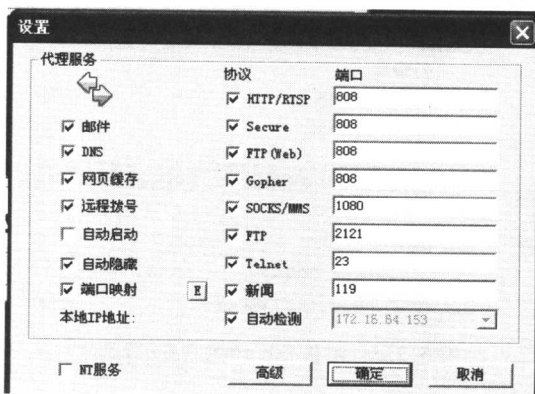 设置
代理服务
协议 端口
HTTP/RTSP 808
邮件 Secure 808
DNS FTP(Web) 808
网页缓存 Gopher 808
远程拨号 SOCKS/MMS 1080
自动启动 FTP 2121
自动隐藏 Telnet 23
端口映射 E 新闻 119
本地IP地址: 自动检测 172.18.84.153
NT服务 高级 确定 取消